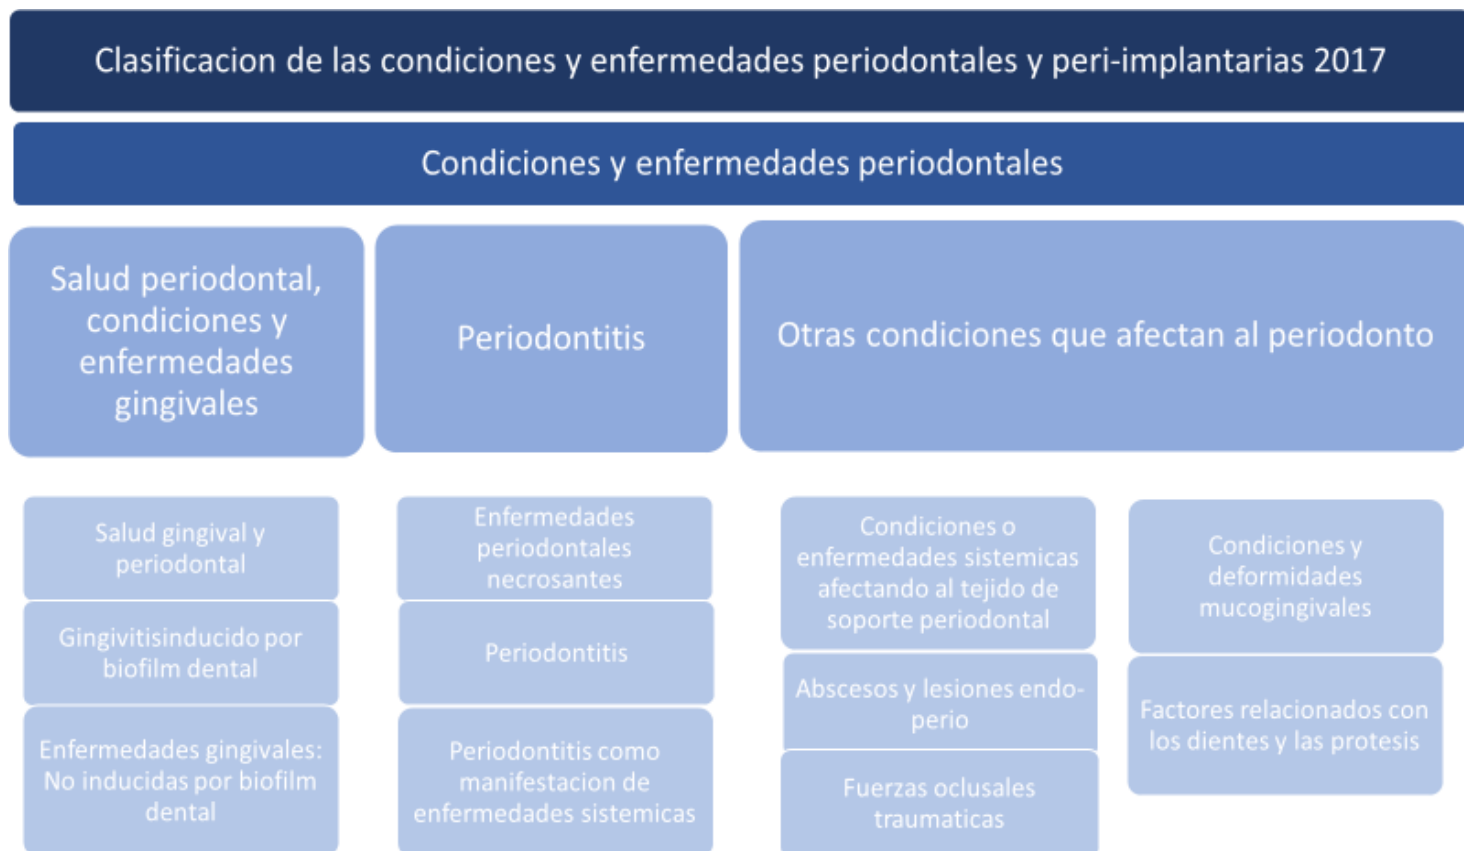 Clasificacion de las condiciones y enfermedades periodontales y peri-implantarias 2017
Condiciones y enfermedades periodontales
Salud periodontal,
condiciones y
enfermedades
gingivales
Periodontitis
Otras condiciones que afectan al periodonto
Salud gingival y
periodontal
Gingivitisinducido por
biofilm dental
Enfermedades gingivales:
No inducidas por biofilm
dental
Enfermedades
periodontales
necrosantes
Periodontitis
Periodontitis como
manifestacion de
enfermedades sistemicas
Condiciones o
enfermedades sistemicas
afectando al tejido de
soporte periodontal
Abscesos y lesiones endo-
perio
Fuerzas oclusales
traumaticas
Condiciones y
deformidades
mucogingivales
Factores relacionados con
los dientes y las protesis